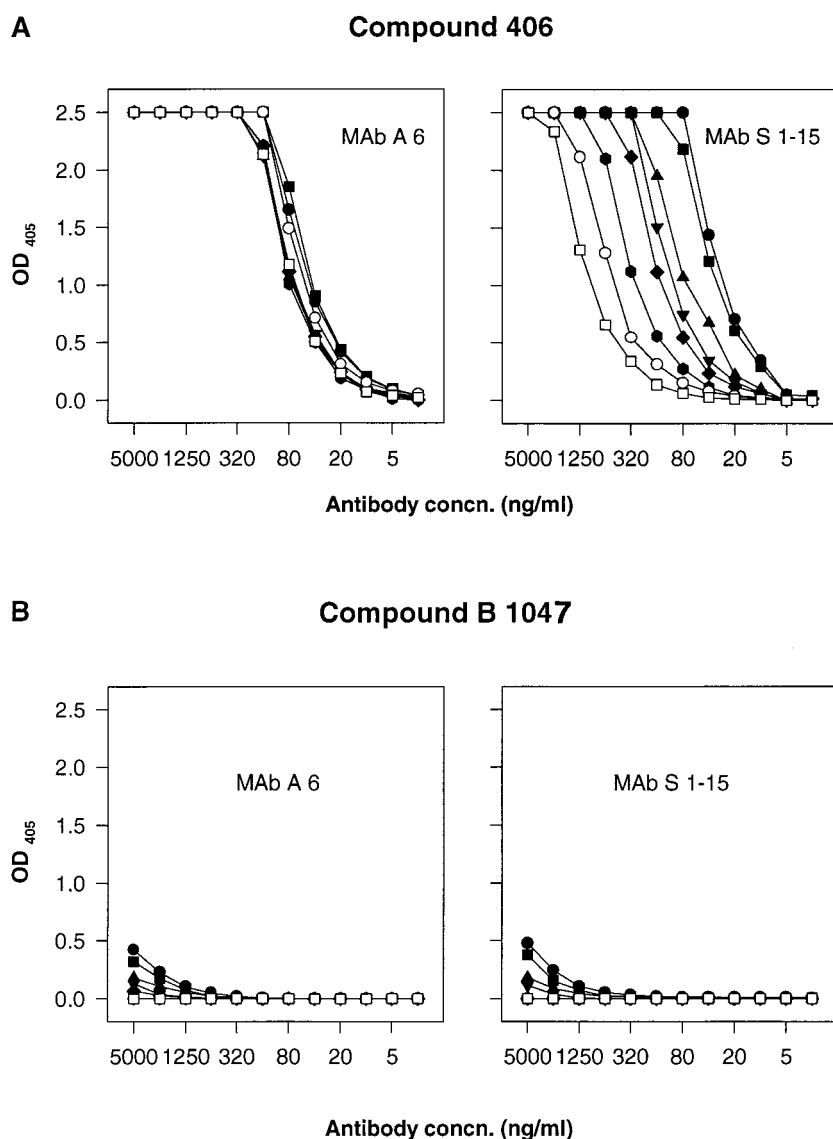 A
Compound 406
MAb A 6
MAb S 1-15
OD 405
2.5
2.0
1.5
1.0
0.5
0.0
5000 1250 320 80 20 5
5000 1250 320 80 20 5
Antibody concn. (ng/ml)
B
Compound B 1047
MAb A 6
MAb S 1-15
OD 405
2.5
2.0
1.5
1.0
0.5
0.0
5000 1250 320 80 20 5
5000 1250 320 80 20 5
Antibody concn. (ng/ml)